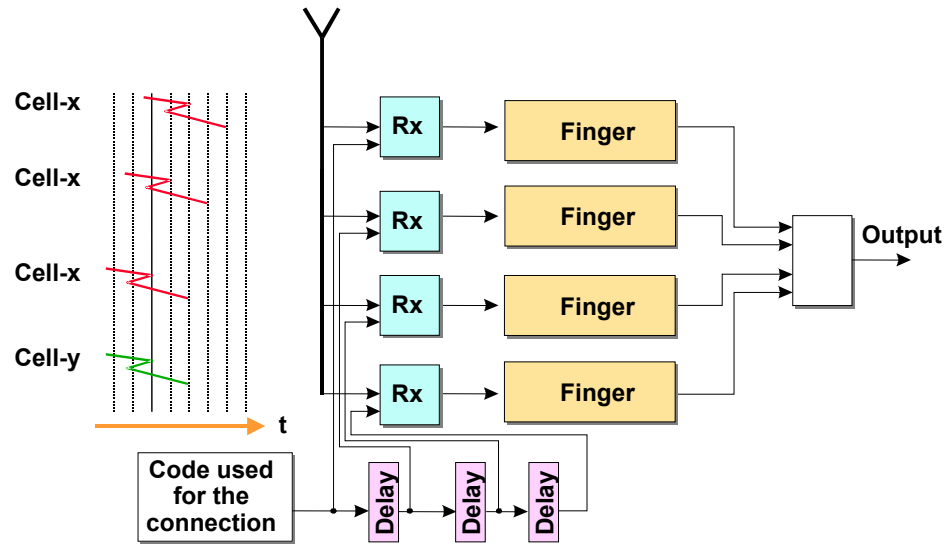 Cell-x
Cell-x
Cell-x
Cell-y
t
Rx
Finger
Rx
Finger
Rx
Finger
Rx
Finger
Output
Code used
for the
connection
Delay
Delay
Delay